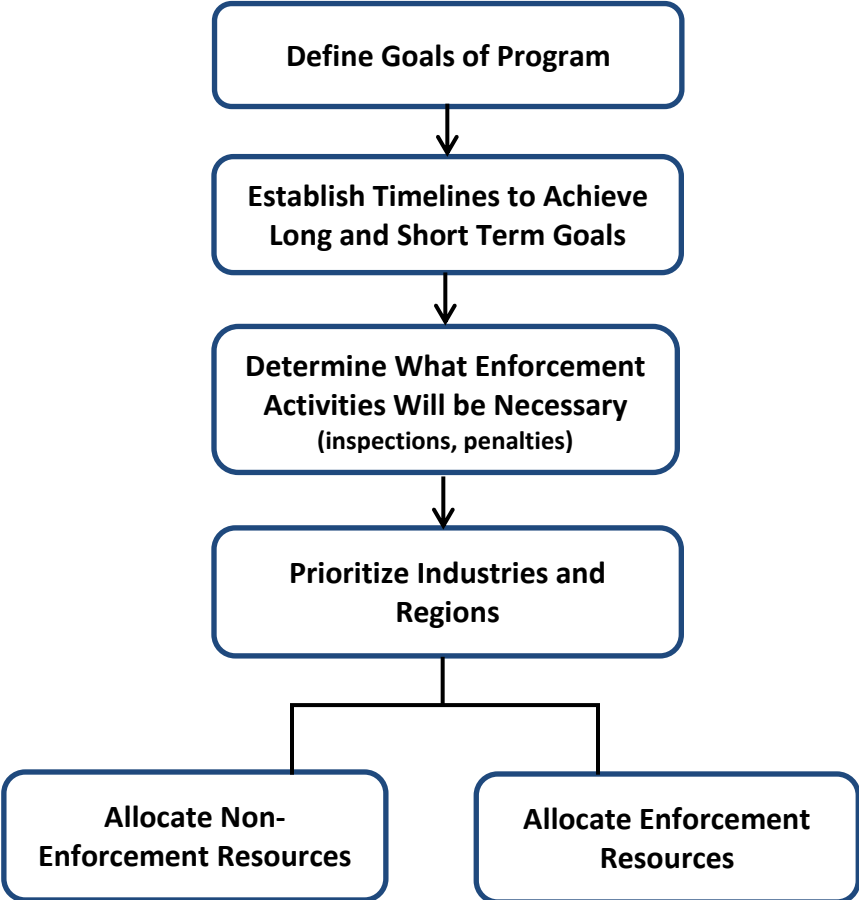 Define Goals of Program
Establish Timelines to Achieve
Long and Short Term Goals
Determine What Enforcement
Activities Will be Necessary
(inspections, penalties)
Prioritize Industries and
Regions
Allocate Non-
Enforcement Resources
Allocate Enforcement
Resources